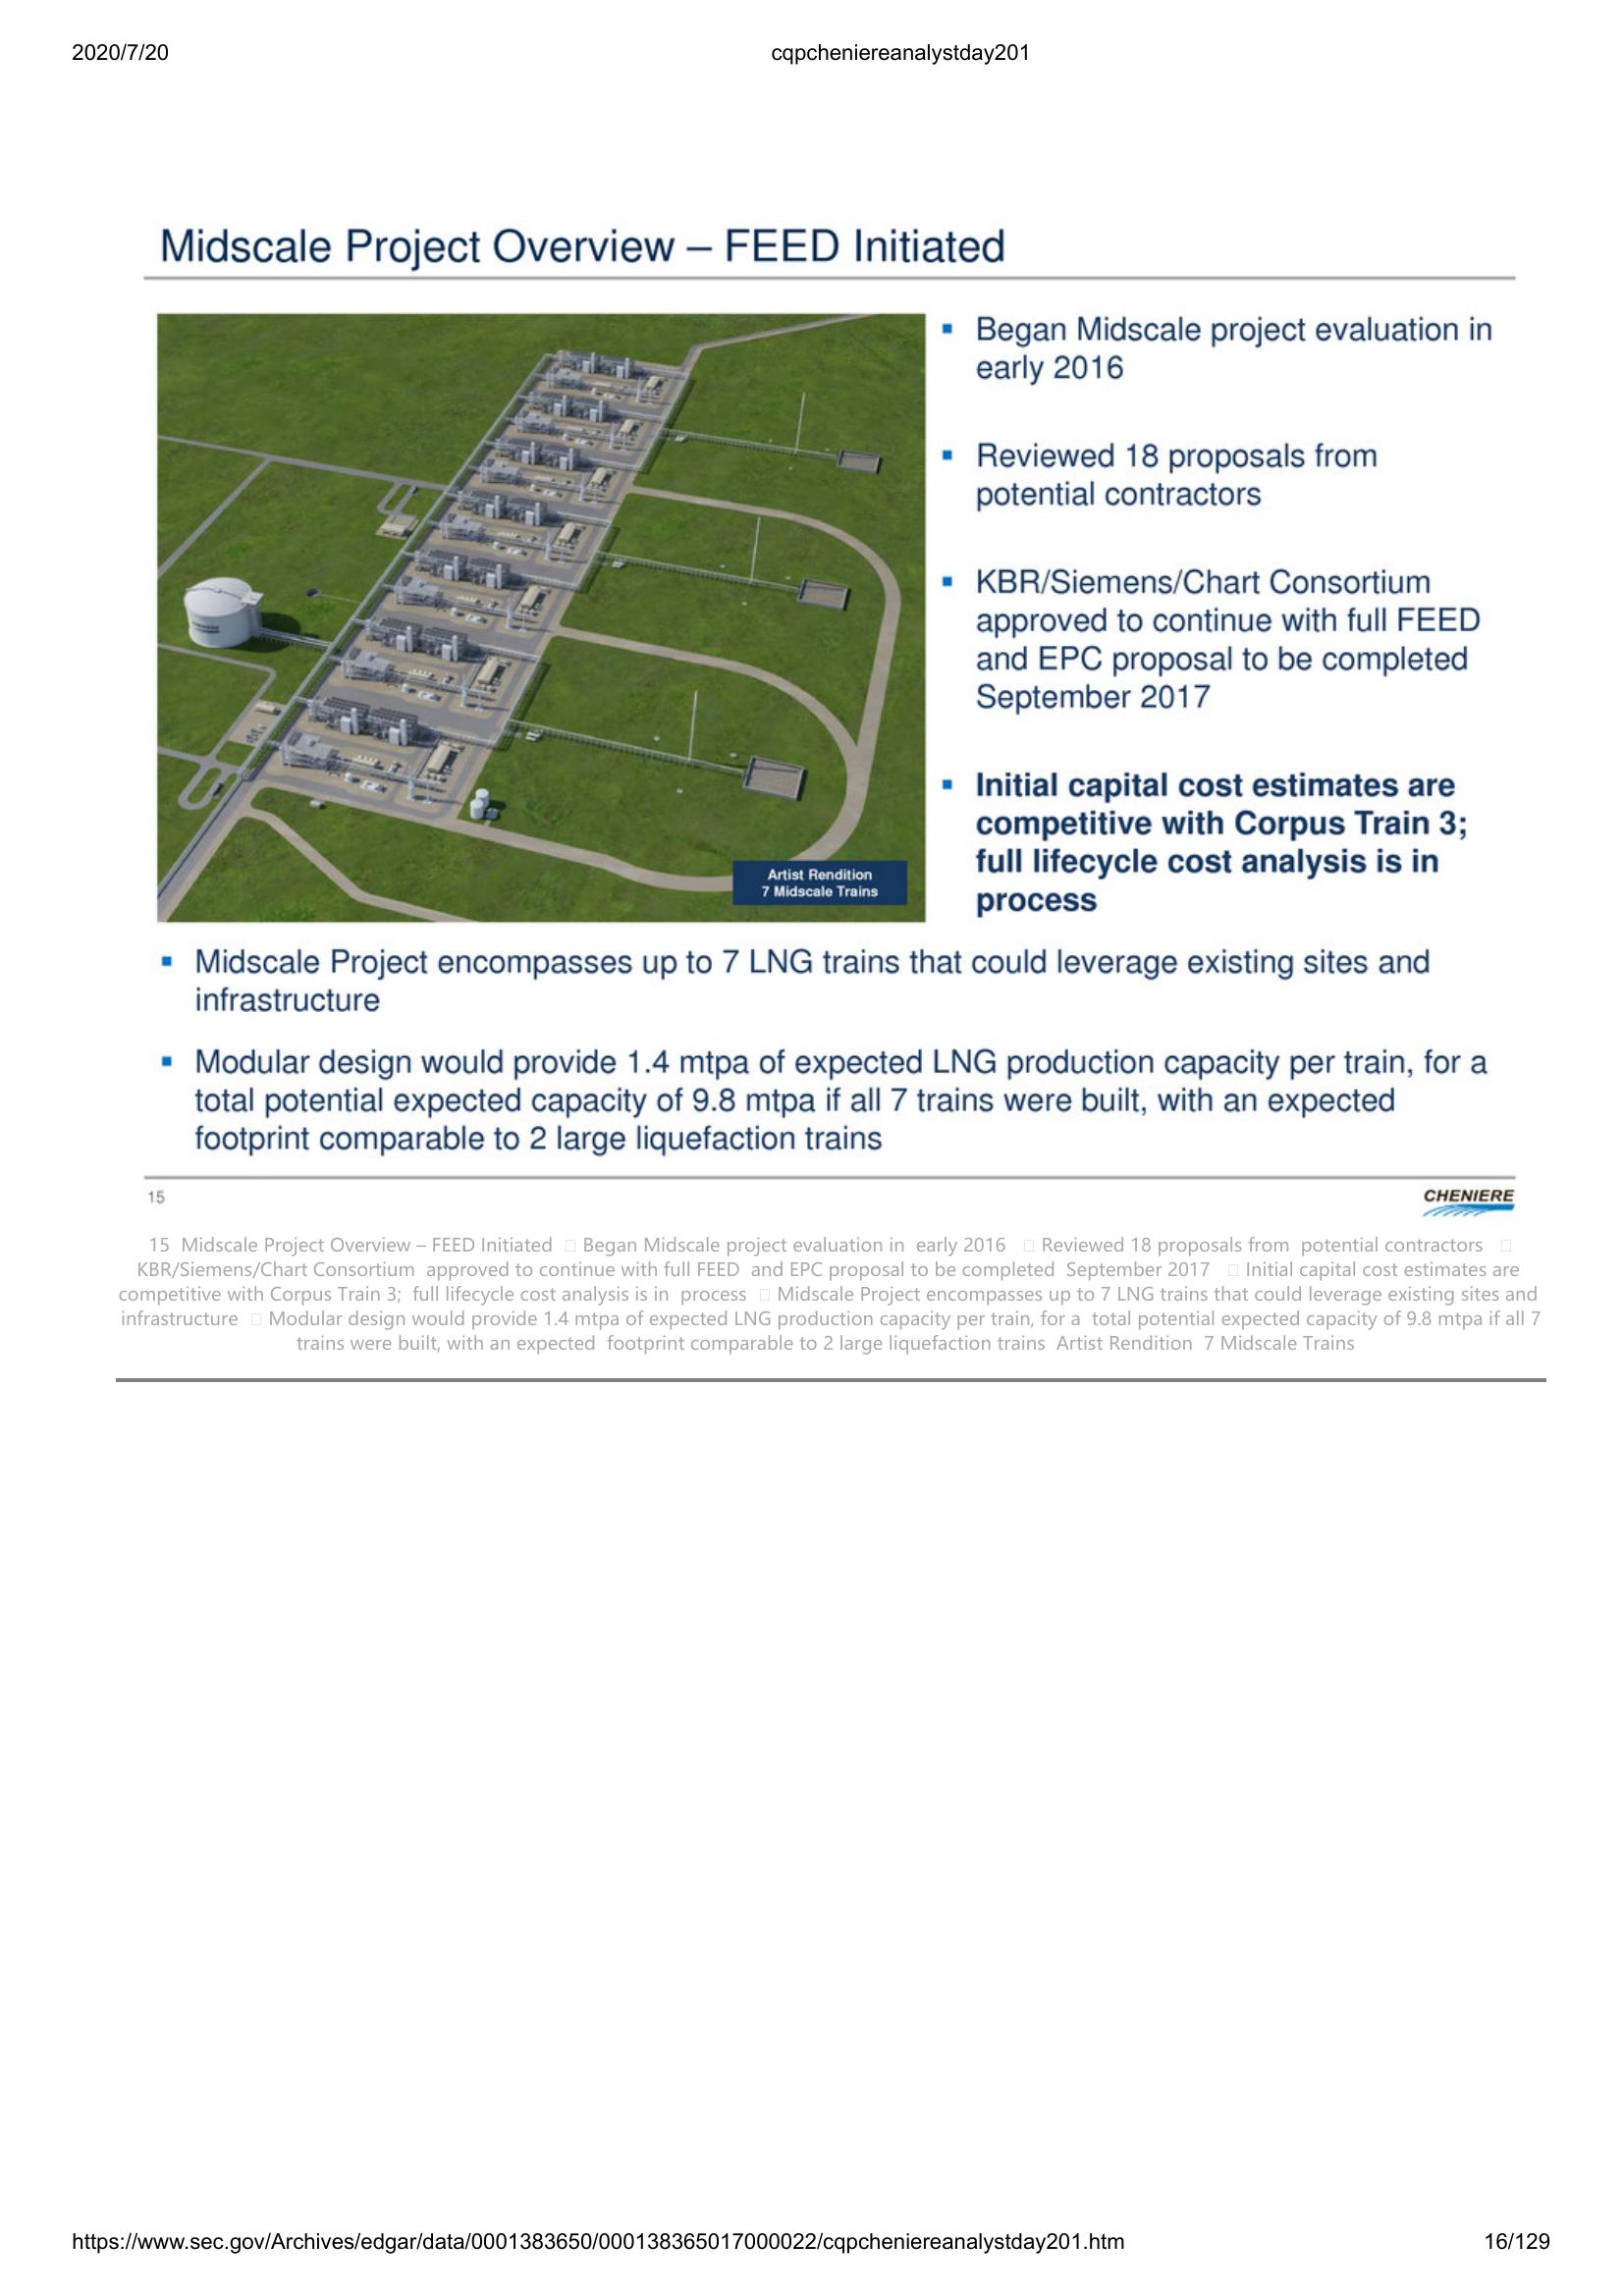 2020/7/20 cqpcheniereanalystday201
Midscale Project Overview – FEED Initiated
▪ Began Midscale project evaluation in
early 2016
▪ Reviewed 18 proposals from
potential contractors
▪ KBR/Siemens/Chart Consortium
approved to continue with full FEED
and EPC proposal to be completed
September 2017
▪ Initial capital cost estimates are
competitive with Corpus Train 3;
full lifecycle cost analysis is in
process
Artist Rendition
7 Midscale Trains
▪ Midscale Project encompasses up to 7 LNG trains that could leverage existing sites and
infrastructure
▪ Modular design would provide 1.4 mtpa of expected LNG production capacity per train, for a
total potential expected capacity of 9.8 mtpa if all 7 trains were built, with an expected
footprint comparable to 2 large liquefaction trains
15
CHENIERE
15 Midscale Project Overview – FEED Initiated □ Began Midscale project evaluation in early 2016 □ Reviewed 18 proposals from potential contractors □
KBR/Siemens/Chart Consortium approved to continue with full FEED and EPC proposal to be completed September 2017 □ Initial capital cost estimates are
competitive with Corpus Train 3; full lifecycle cost analysis is in process □ Midscale Project encompasses up to 7 LNG trains that could leverage existing sites and
infrastructure □ Modular design would provide 1.4 mtpa of expected LNG production capacity per train, for a total potential expected capacity of 9.8 mtpa if all 7
trains were built, with an expected footprint comparable to 2 large liquefaction trains Artist Rendition 7 Midscale Trains
https://www.sec.gov/Archives/edgar/data/0001383650/000138365017000022/cqpcheniereanalystday201.htm 16/129